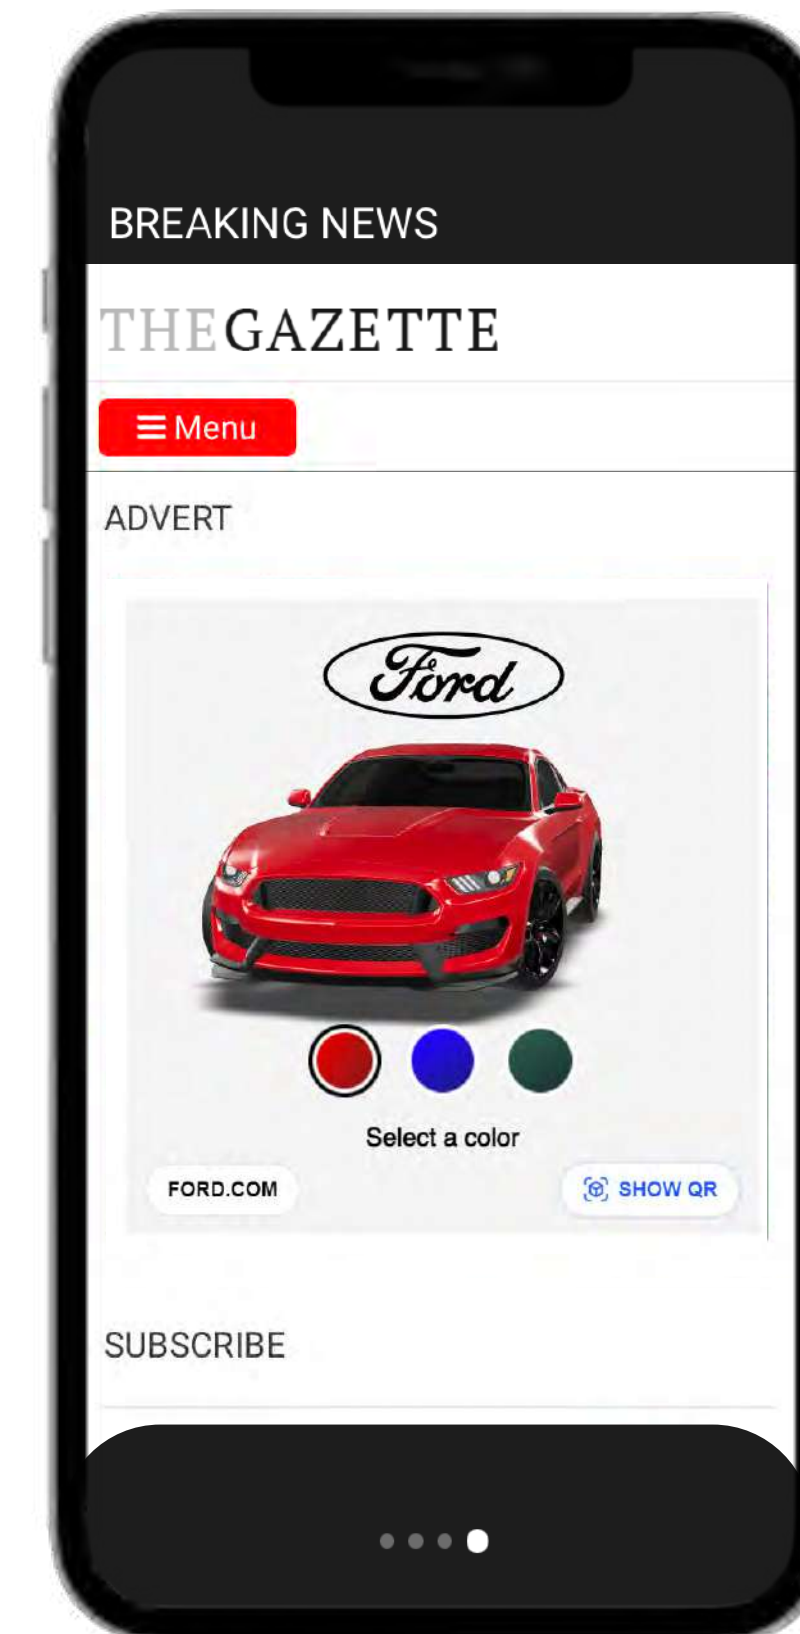 BREAKING NEWS
THE GAZETTE
Menu
ADVERT
Ford
Select a color
FORD.COM
SHOW QR
SUBSCRIBE